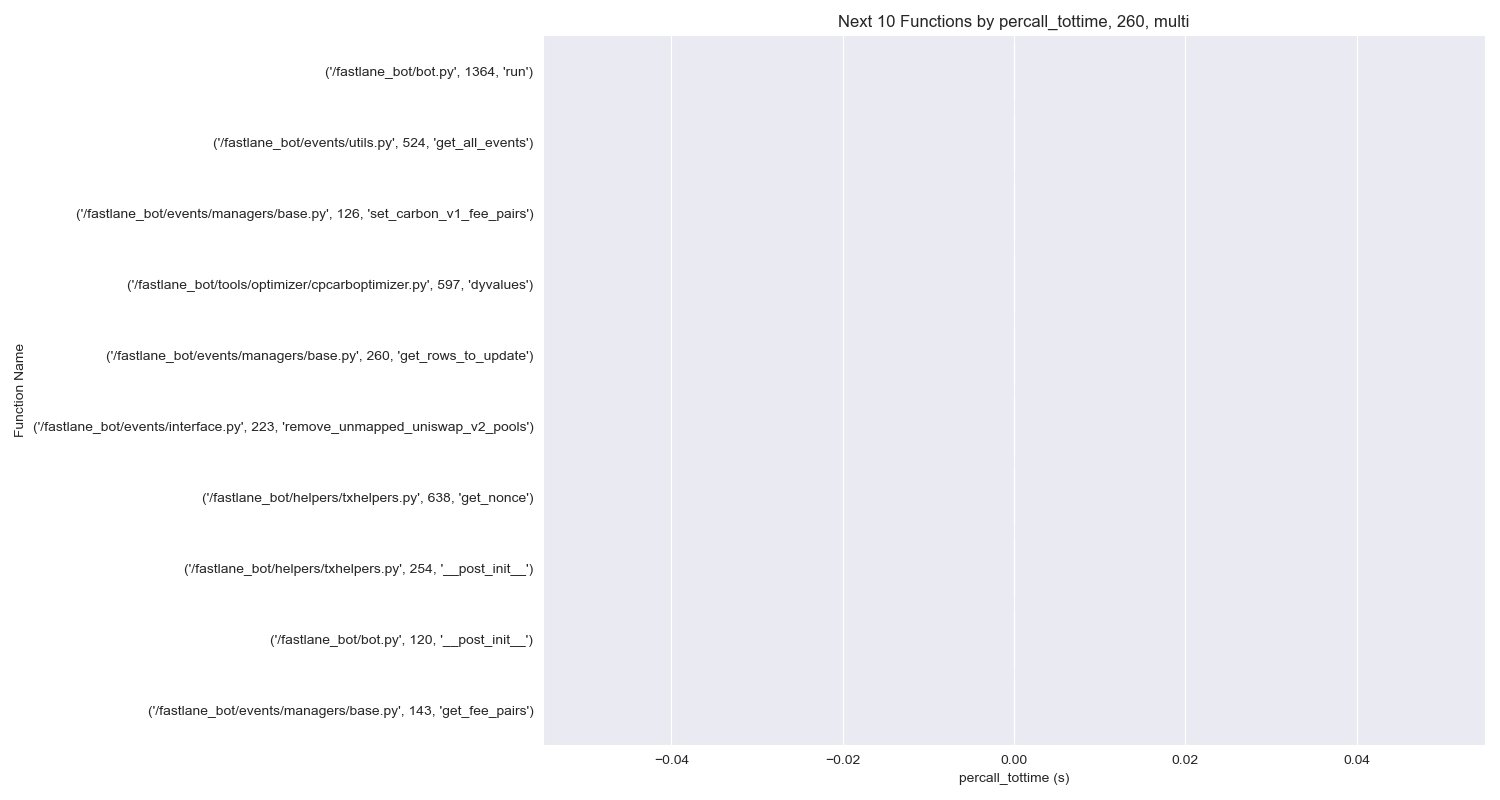 Next 10 Functions by percall_tottime, 260, multi
('/fastlane_bot/bot.py', 1364, 'run')
('/fastlane_bot/events/utils.py', 524, 'get_all_events')
('/fastlane_bot/events/managers/base.py', 126, 'set_carbon_v1_fee_pairs')
('/fastlane_bot/tools/optimizer/cpcarboptimizer.py', 597, 'dyvalues')
('/fastlane_bot/events/managers/base.py', 260, 'get_rows_to_update')
('/fastlane_bot/events/interface.py', 223, 'remove_unmapped_uniswap_v2_pools')
('/fastlane_bot/helpers/txhelpers.py', 638, 'get_nonce')
('/fastlane_bot/helpers/txhelpers.py', 254, '__post_init__')
('/fastlane_bot/bot.py', 120, '__post_init__')
('/fastlane_bot/events/managers/base.py', 143, 'get_fee_pairs')
Function Name
−0.04 −0.02 0.00 0.02 0.04
percall_tottime (s)